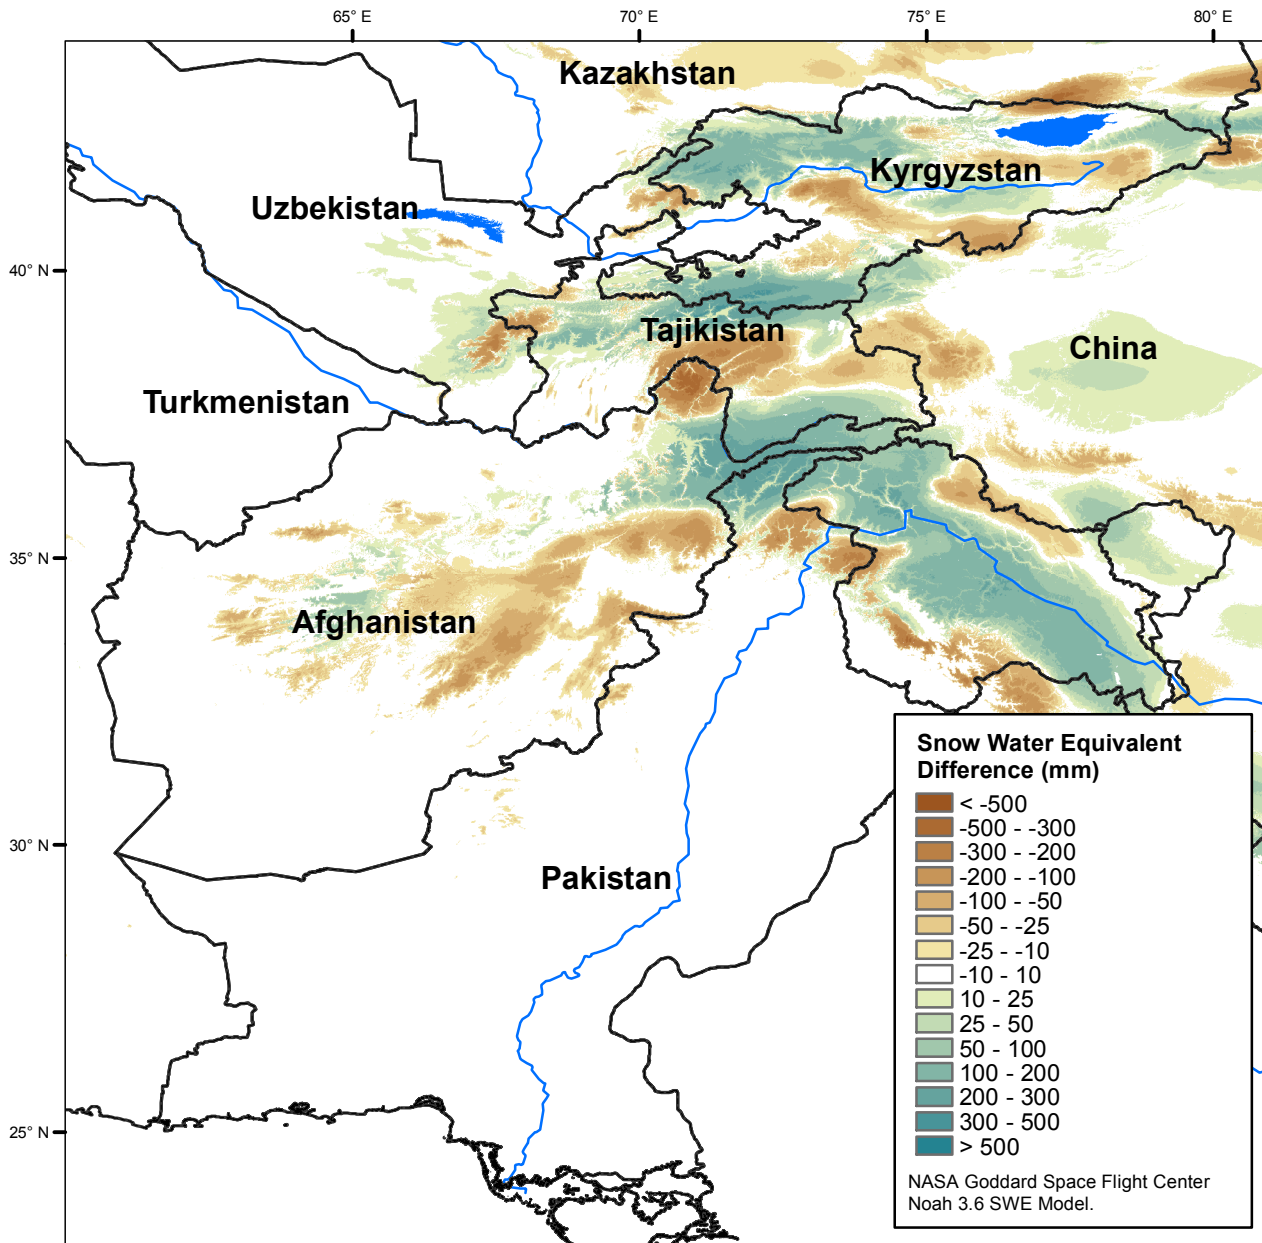 65° E
70° E
75° E
80° E
Kazakhstan
Kyrgyzstan
Uzbekistan
40° N
Tajikistan
China
Turkmenistan
35° N
Afghanistan
30° N
Pakistan
25° N
Snow Water Equivalent
Difference (mm)
< -500
-500 - -300
-300 - -200
-200 - -100
-100 - -50
-50 - -25
-25 - -10
-10 - 10
10 - 25
25 - 50
50 - 100
100 - 200
200 - 300
300 - 500
> 500
NASA Goddard Space Flight Center
Noah 3.6 SWE Model.